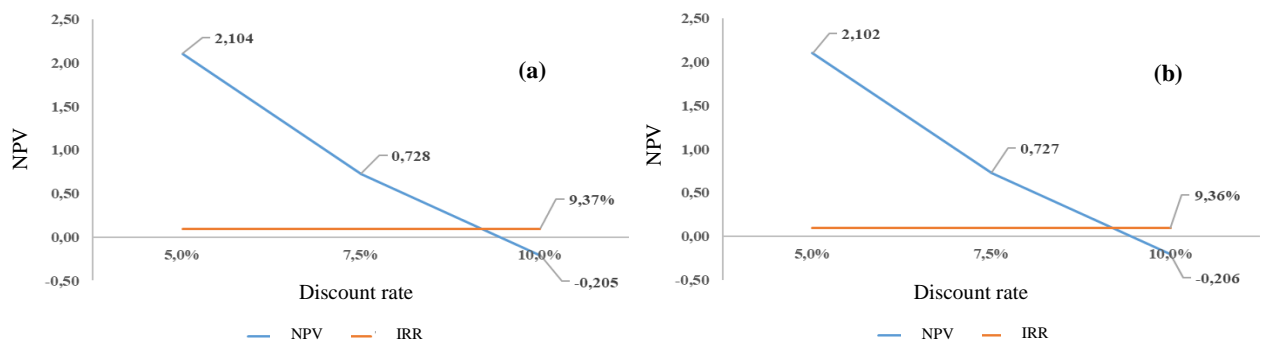 2,50
2,104
2,00
(a)
1,50
NPV
1,00
0,728
0,50
9,37%
0,00
5,0%
7,5%
10,0%
-0,50
-0,205
Discount rate
NPV
IRR
2,50
2,102
2,00
(b)
1,50
NPV
1,00
0,727
0,50
9,36%
0,00
5,0%
7,5%
10,0%
-0,50
-0,206
Discount rate
NPV
IRR